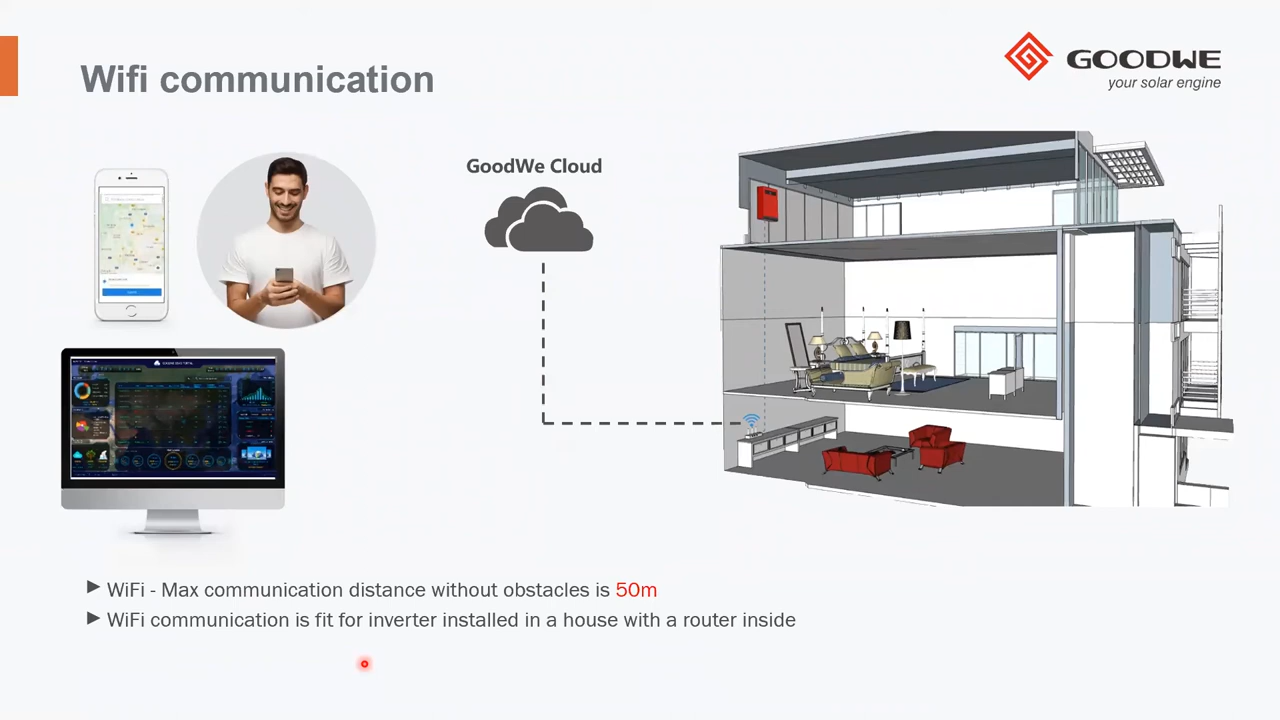 Wifi communication
GOODWE
your solar engine
GoodWe Cloud
WiFi - Max communication distance without obstacles is 50m
WiFi communication is fit for inverter installed in a house with a router inside